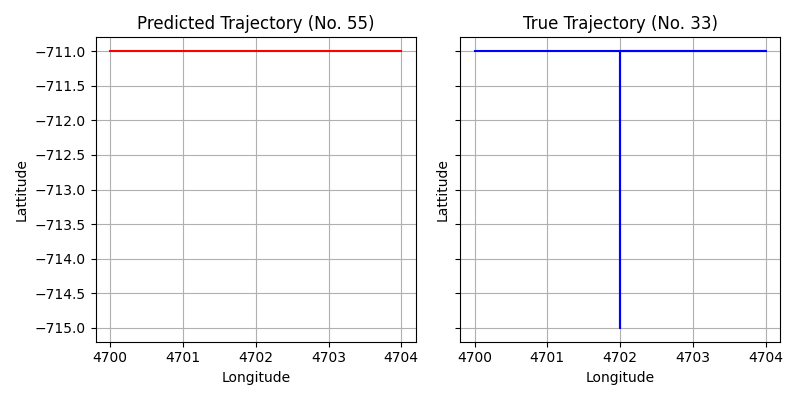 Predicted Trajectory (No. 55)
True Trajectory (No. 33)
−711.0
−711.5
−712.0
−712.5
−713.0
−713.5
−714.0
−714.5
−715.0
Lattitude
4700 4701 4702 4703 4704
Longitude
Lattitude
4700 4701 4702 4703 4704
Longitude